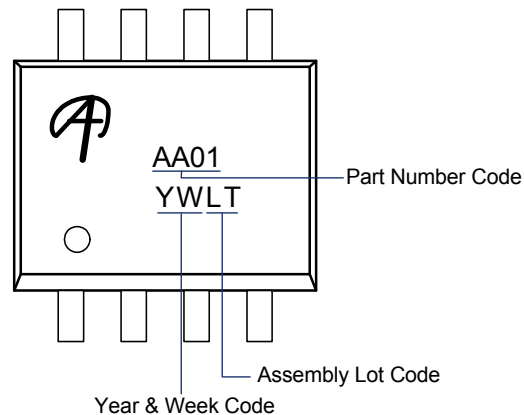 AA01
Part Number Code
YWLT
Assembly Lot Code
Year & Week Code